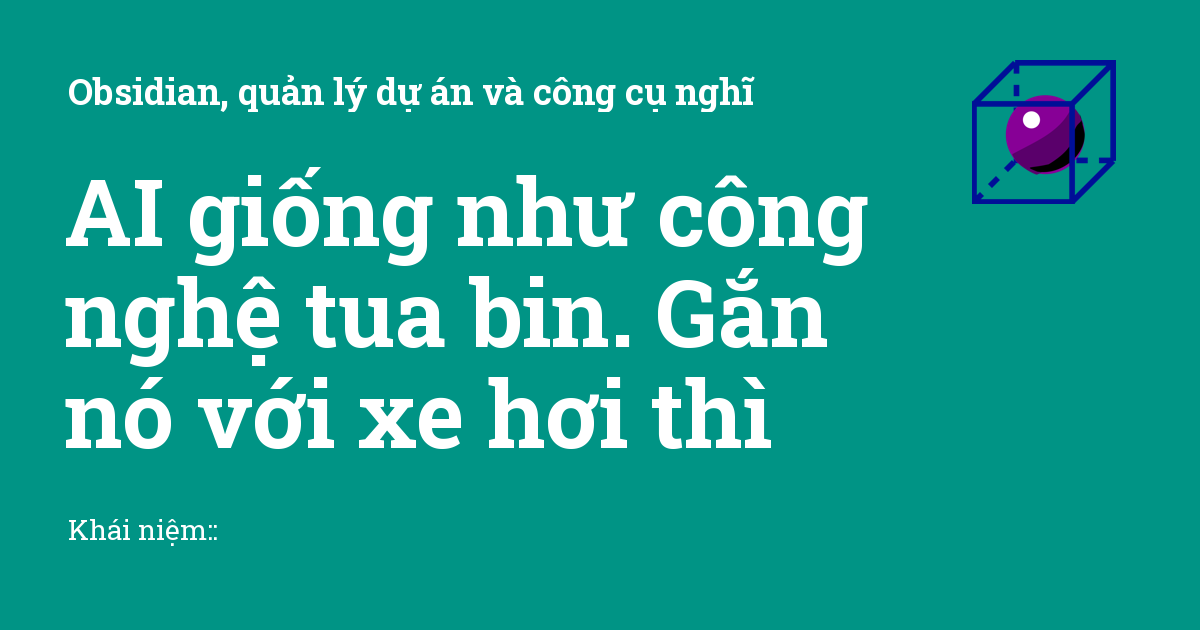 Obsidian, quản lý dự án và công cụ nghĩ
AI giống như công
nghệ tua bin. Gắn
nó với xe hơi thì
Khái niệm::